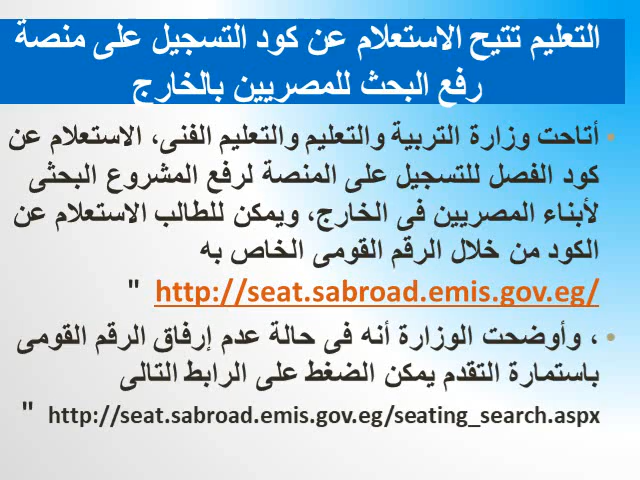 التعليم تتيح الاستعلام عن كود التسجيل على منصة
رفع البحث للمصريين بالخارج
• أتاحت وزارة التربية والتعليم والتعليم الفنى، الاستعلام عن
كود الفصل للتسجيل على المنصة لرفع المشروع البحثى
لأبناء المصريين فى الخارج، ويمكن للطالب الاستعلام عن
الكود من خلال الرقم القومى الخاص به
http://seat.sabroad.emis.gov.eg/ "
• ، وأوضحت الوزارة أنه فى حالة عدم إرفاق الرقم القومى
باستمارة التقدم يمكن الضغط على الرابط التالى
http://seat.sabroad.emis.gov.eg/seating_search.aspx "